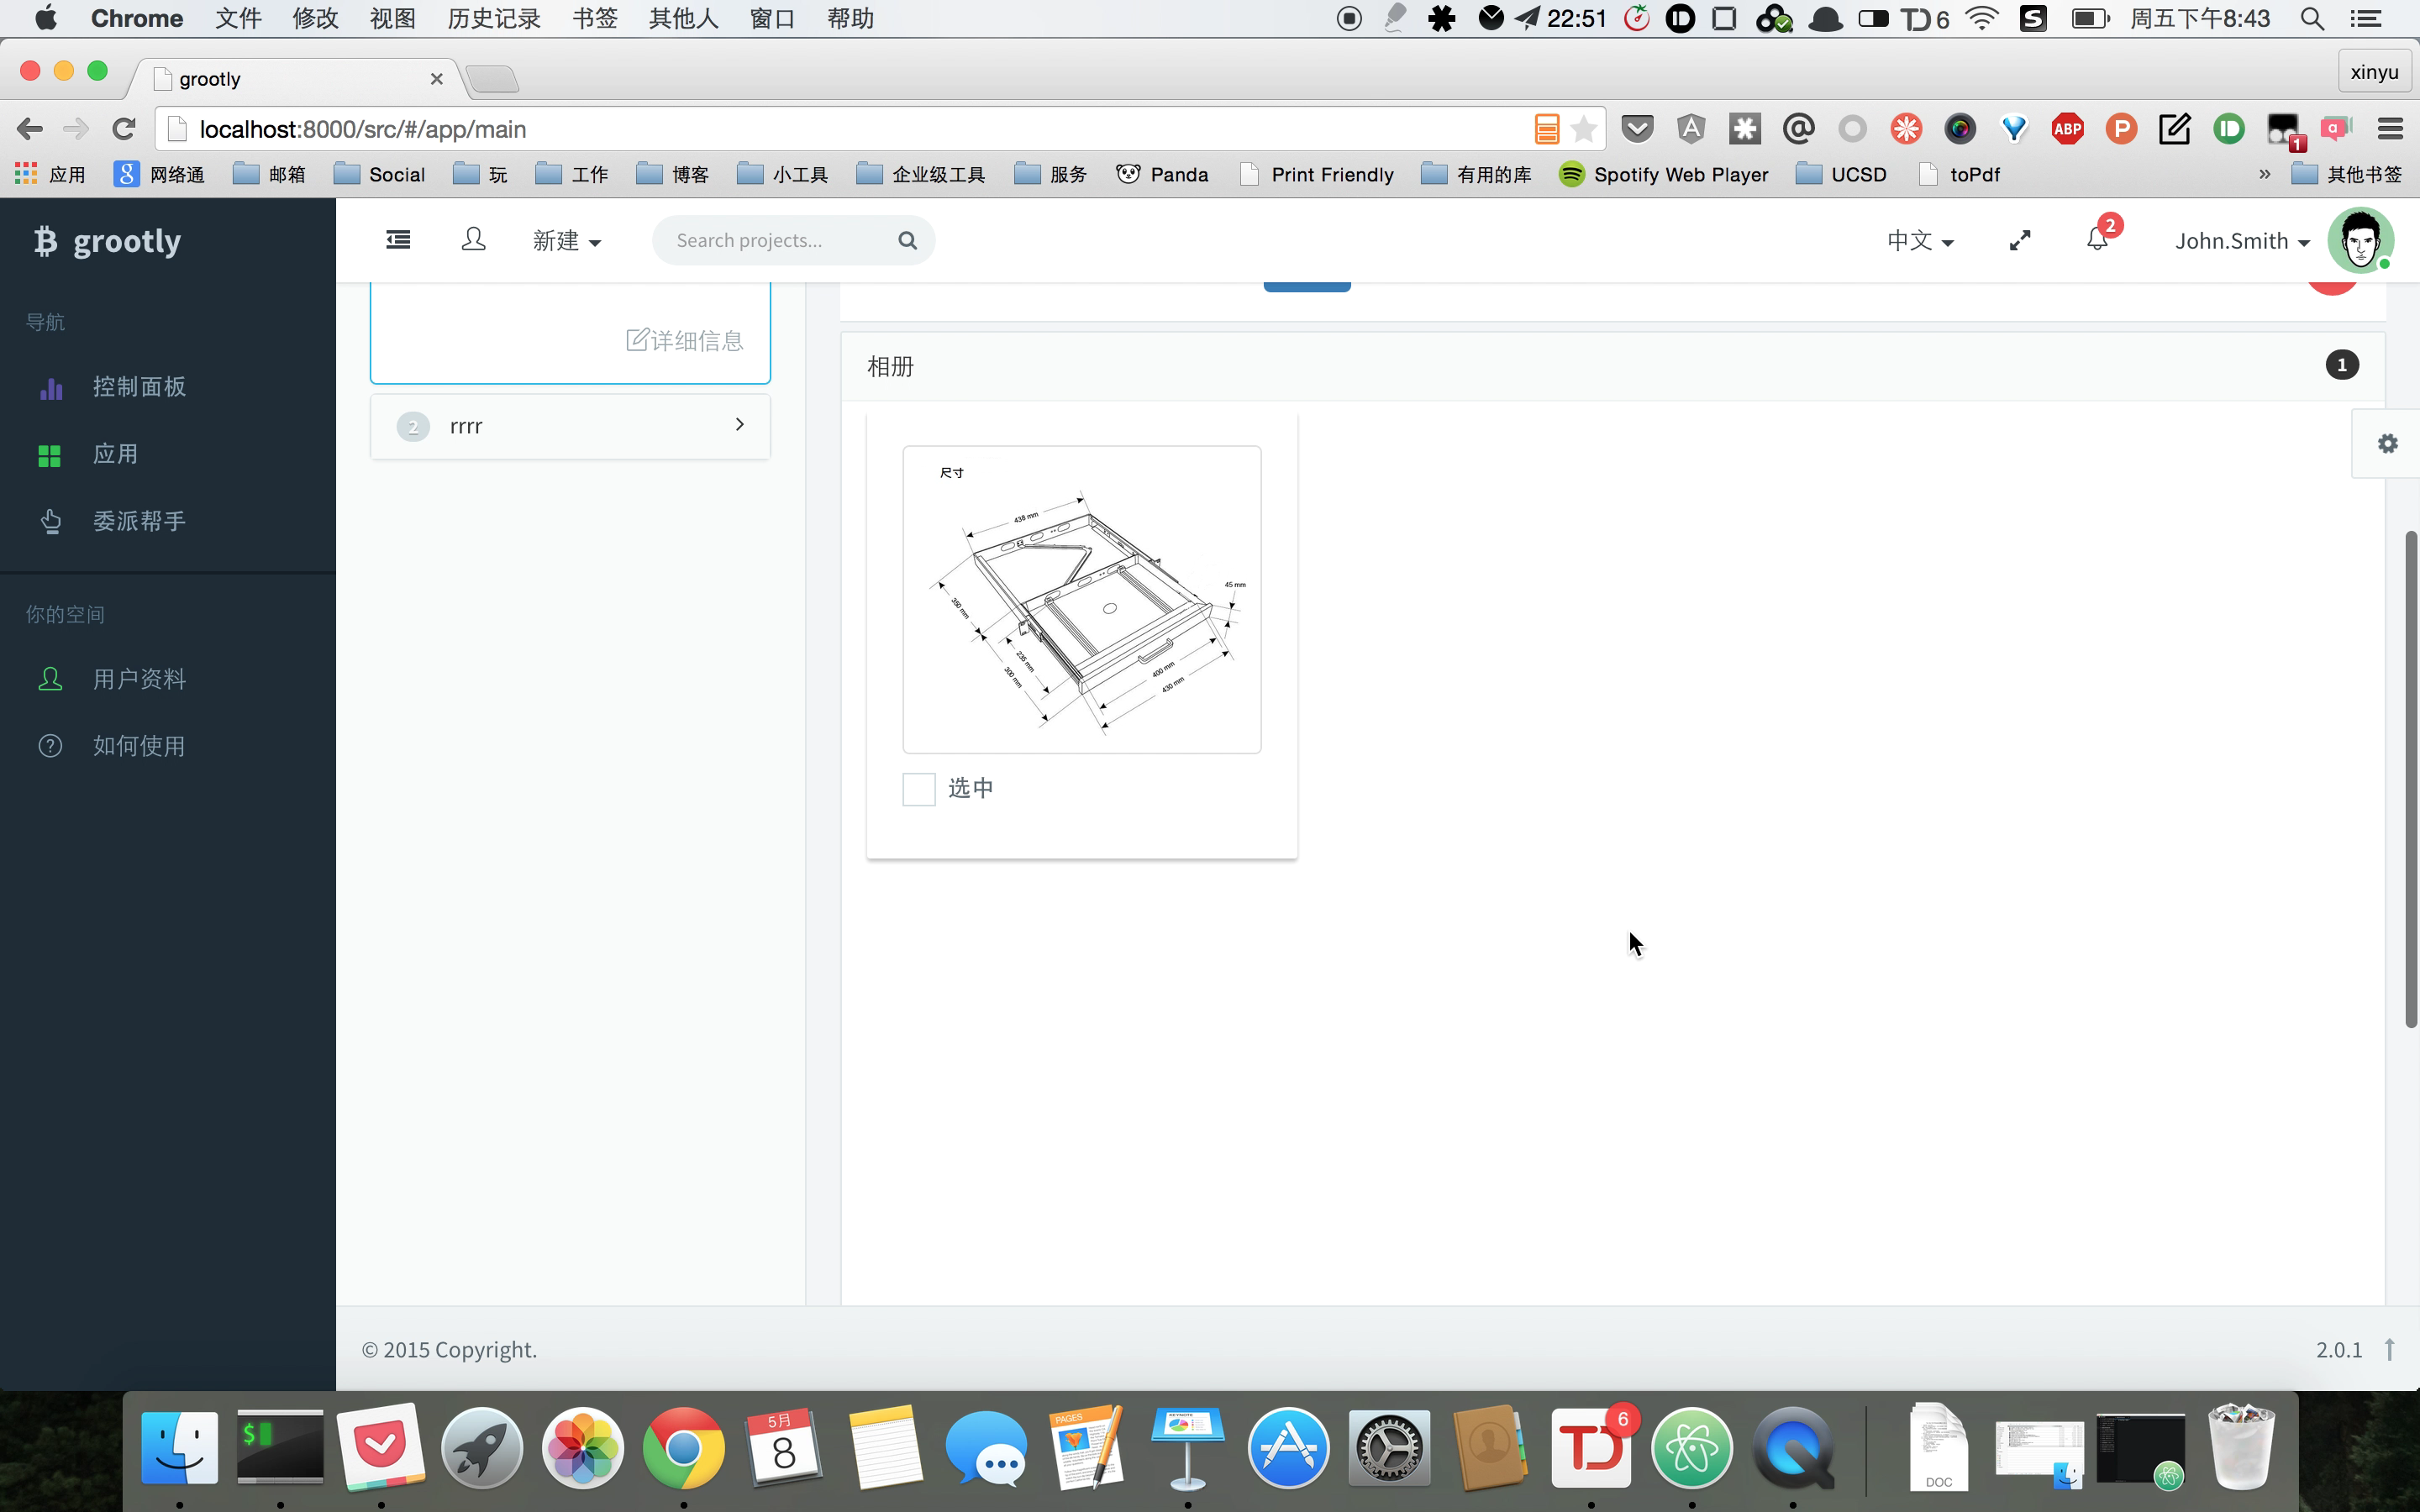 Chrome 文件 修改 视图 历史记录 书签 其他人 窗口 帮助 22:51 6 周五下午8:43
grootly xinyu
localhost:8000/src/#/app/main ABP P 1
应用 网络通 邮箱 Social 玩 工作 博客 小工具 企业级工具 服务 Panda Print Friendly 有用的库 Spotify Web Player UCSD toPdf » 其他书签
grootly 新建 Search projects... 中文 2 John.Smith
导航
控制面板
应用
委派帮手
你的空间
用户资料
如何使用
详细信息
2 rrrr
相册 1
尺寸
438 mm
45 mm
350 mm
235 mm
300 mm
400 mm
430 mm
选中
© 2015 Copyright. 2.0.1
5月
8
PAGES
KEYNOTE
6
DOC